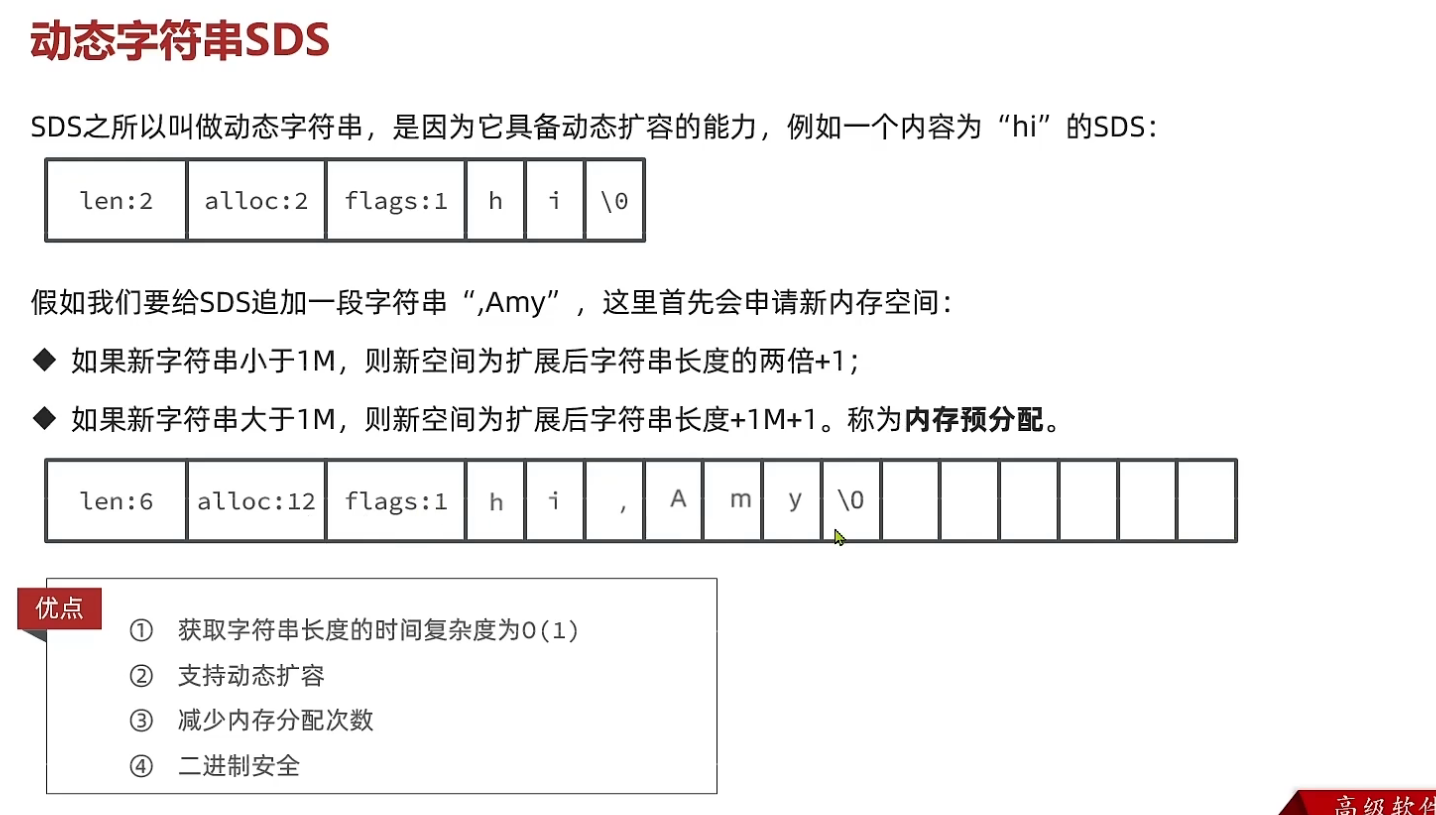 动态字符串SDS
SDS之所以叫做动态字符串，是因为它具备动态扩容的能力，例如一个内容为“hi”的SDS：
len:2 alloc:2 flags:1 h i \0
假如我们要给SDS追加一段字符串“,Amy”，这里首先会申请新内存空间：
◆ 如果新字符串小于1M，则新空间为扩展后字符串长度的两倍+1；
◆ 如果新字符串大于1M，则新空间为扩展后字符串长度+1M+1。称为内存预分配。
len:6 alloc:12 flags:1 h i , A m y \0
优点
① 获取字符串长度的时间复杂度为O(1)
② 支持动态扩容
③ 减少内存分配次数
④ 二进制安全
高级软件